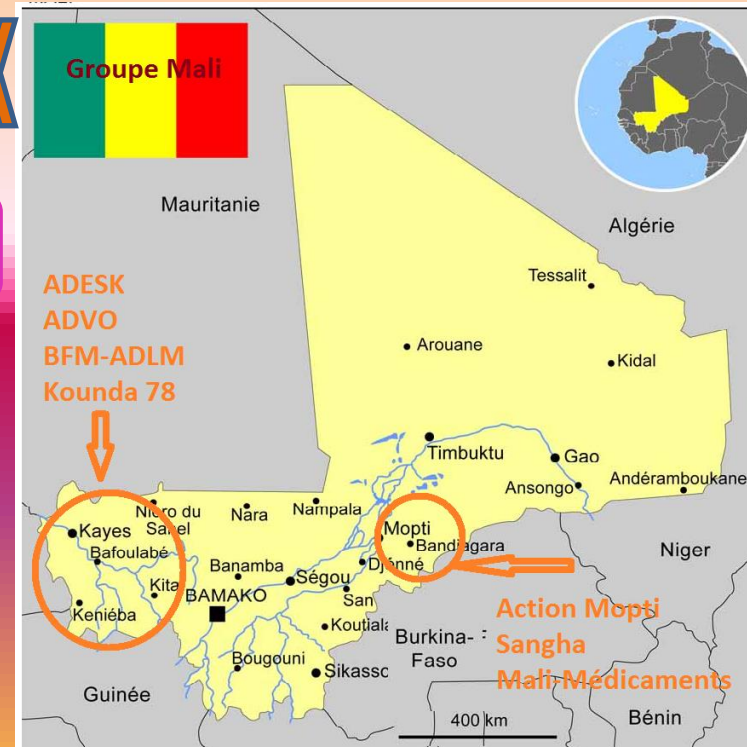 Groupe Mali
Mauritanie
Algérie
Tessalit
ADESK
ADVO
BFM-ADLM
Kounda 78
Arouane
Kidal
Timbuktu
Gao
Ansongo
Andéramboukane
Nioro du
Sahel
Nara
Nampala
Kayes
Mopti
Bandiagara
Bafoulabé
Banamba
Djénné
Niger
Kita
Ségou
BAMAKO
San
Keniéba
Koutiala
Action Mopti
Sangha
Mali-Médicaments
Burkina-
Faso
Bougouni
Sikasso
Guinée
400 km
Bénin